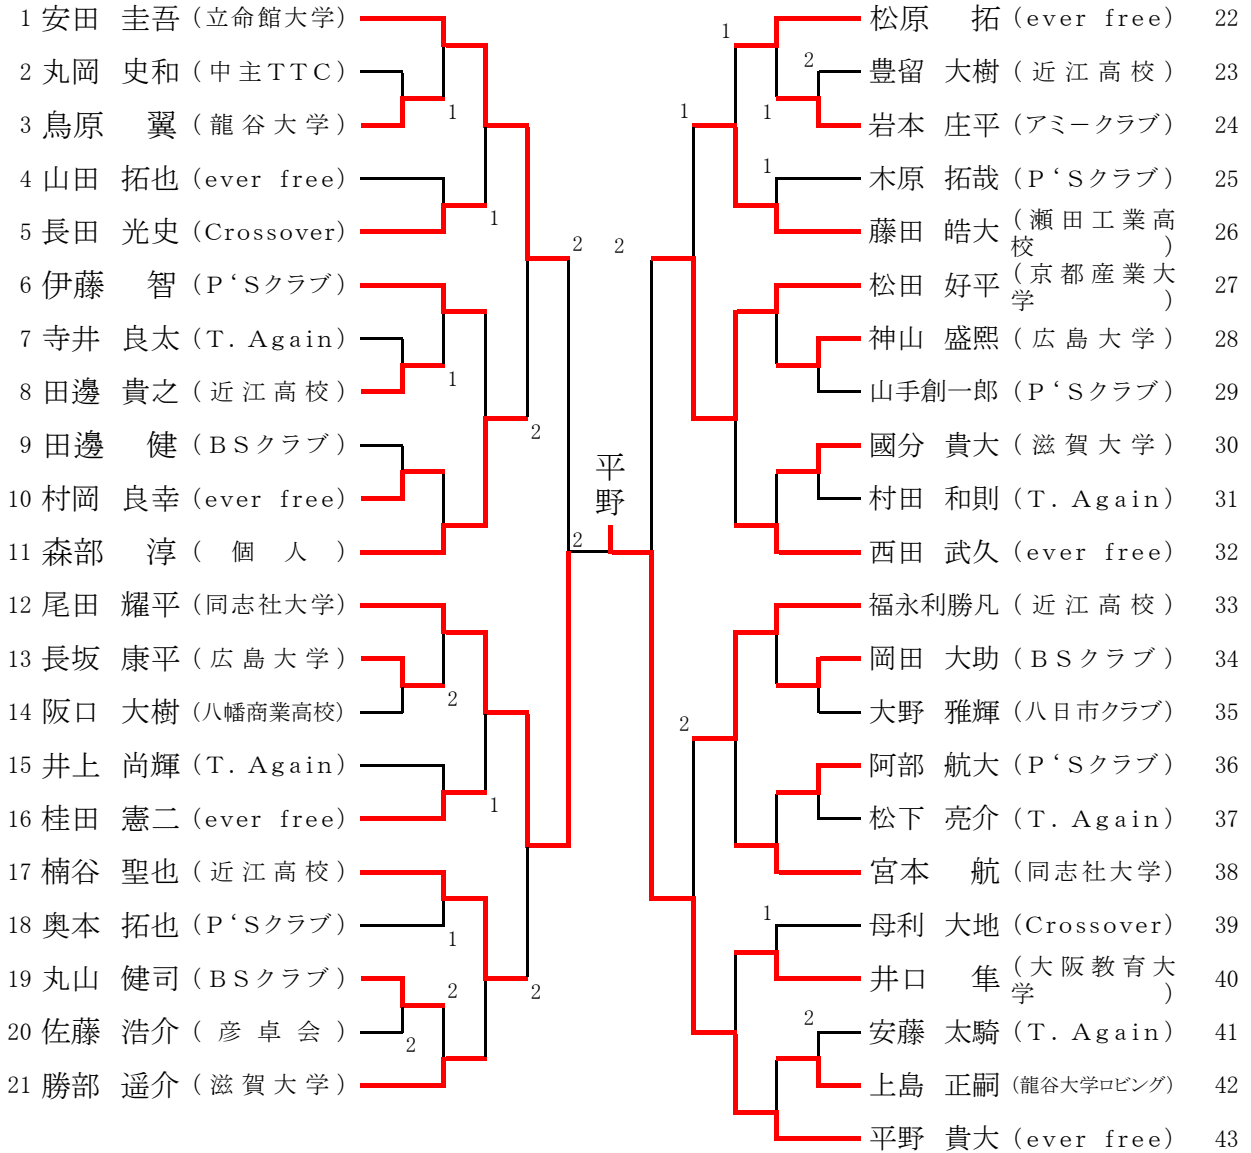 1 安田 圭吾 (立命館大学)
2 丸岡 史和 (中主TTC)
3 鳥原 翼 (龍谷大学)
4 山田 拓也 (ever free)
5 長田 光史 (Crossover)
6 伊藤 智 (P‘Sクラブ)
7 寺井 良太 (T. Again)
8 田邊 貴之 (近江高校)
9 田邊 健 (BSクラブ)
10 村岡 良幸 (ever free)
11 森部 淳 (個人)
12 尾田 耀平 (同志社大学)
13 長坂 康平 (広島大学)
14 阪口 大樹 (八幡商業高校)
15 井上 尚輝 (T. Again)
16 桂田 憲二 (ever free)
17 楠谷 聖也 (近江高校)
18 奥本 拓也 (P‘Sクラブ)
19 丸山 健司 (BSクラブ)
20 佐藤 浩介 (彦卓会)
21 勝部 遥介 (滋賀大学)
1
1
1
2
2
2
1
2
1
2
2
2
平
野
2
1
2
1
1
1
2
1
2
松原 拓 (ever free) 22
豊留 大樹 (近江高校) 23
岩本 庄平 (アミークラブ) 24
木原 拓哉 (P‘Sクラブ) 25
藤田 皓大 (瀬田工業高校) 26
松田 好平 (京都産業大学) 27
神山 盛熙 (広島大学) 28
山手創一郎 (P‘Sクラブ) 29
國分 貴大 (滋賀大学) 30
村田 和則 (T. Again) 31
西田 武久 (ever free) 32
福永利勝凡 (近江高校) 33
岡田 大助 (BSクラブ) 34
大野 雅輝 (八日市クラブ) 35
阿部 航大 (P‘Sクラブ) 36
松下 亮介 (T. Again) 37
宮本 航 (同志社大学) 38
母利 大地 (Crossover) 39
井口 隼 (大阪教育大学) 40
安藤 太騎 (T. Again) 41
上島 正嗣 (龍谷大学ロビング) 42
平野 貴大 (ever free) 43